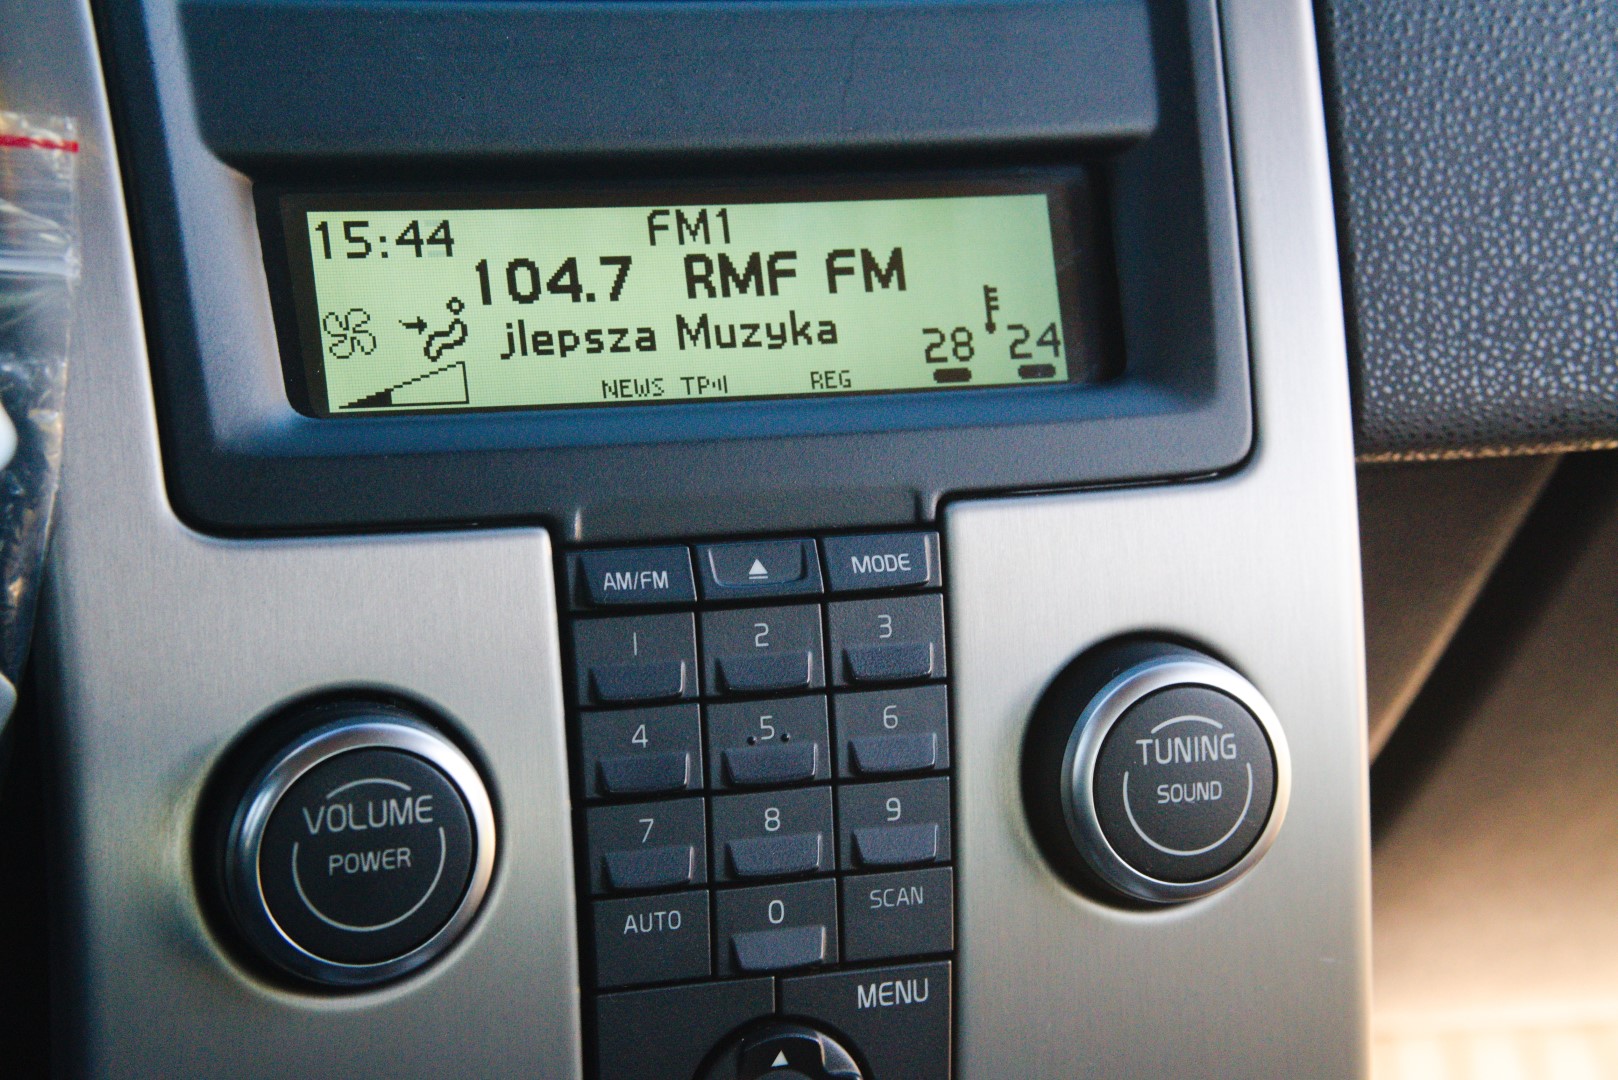 15:44 FM1
104.7 RMF FM
jlepsza Muzyka
28 24
NEWS TP REG
AM/FM MODE
1 2 3
4 5 6
7 8 9
AUTO 0 SCAN
MENU
VOLUME
POWER
TUNING
SOUND